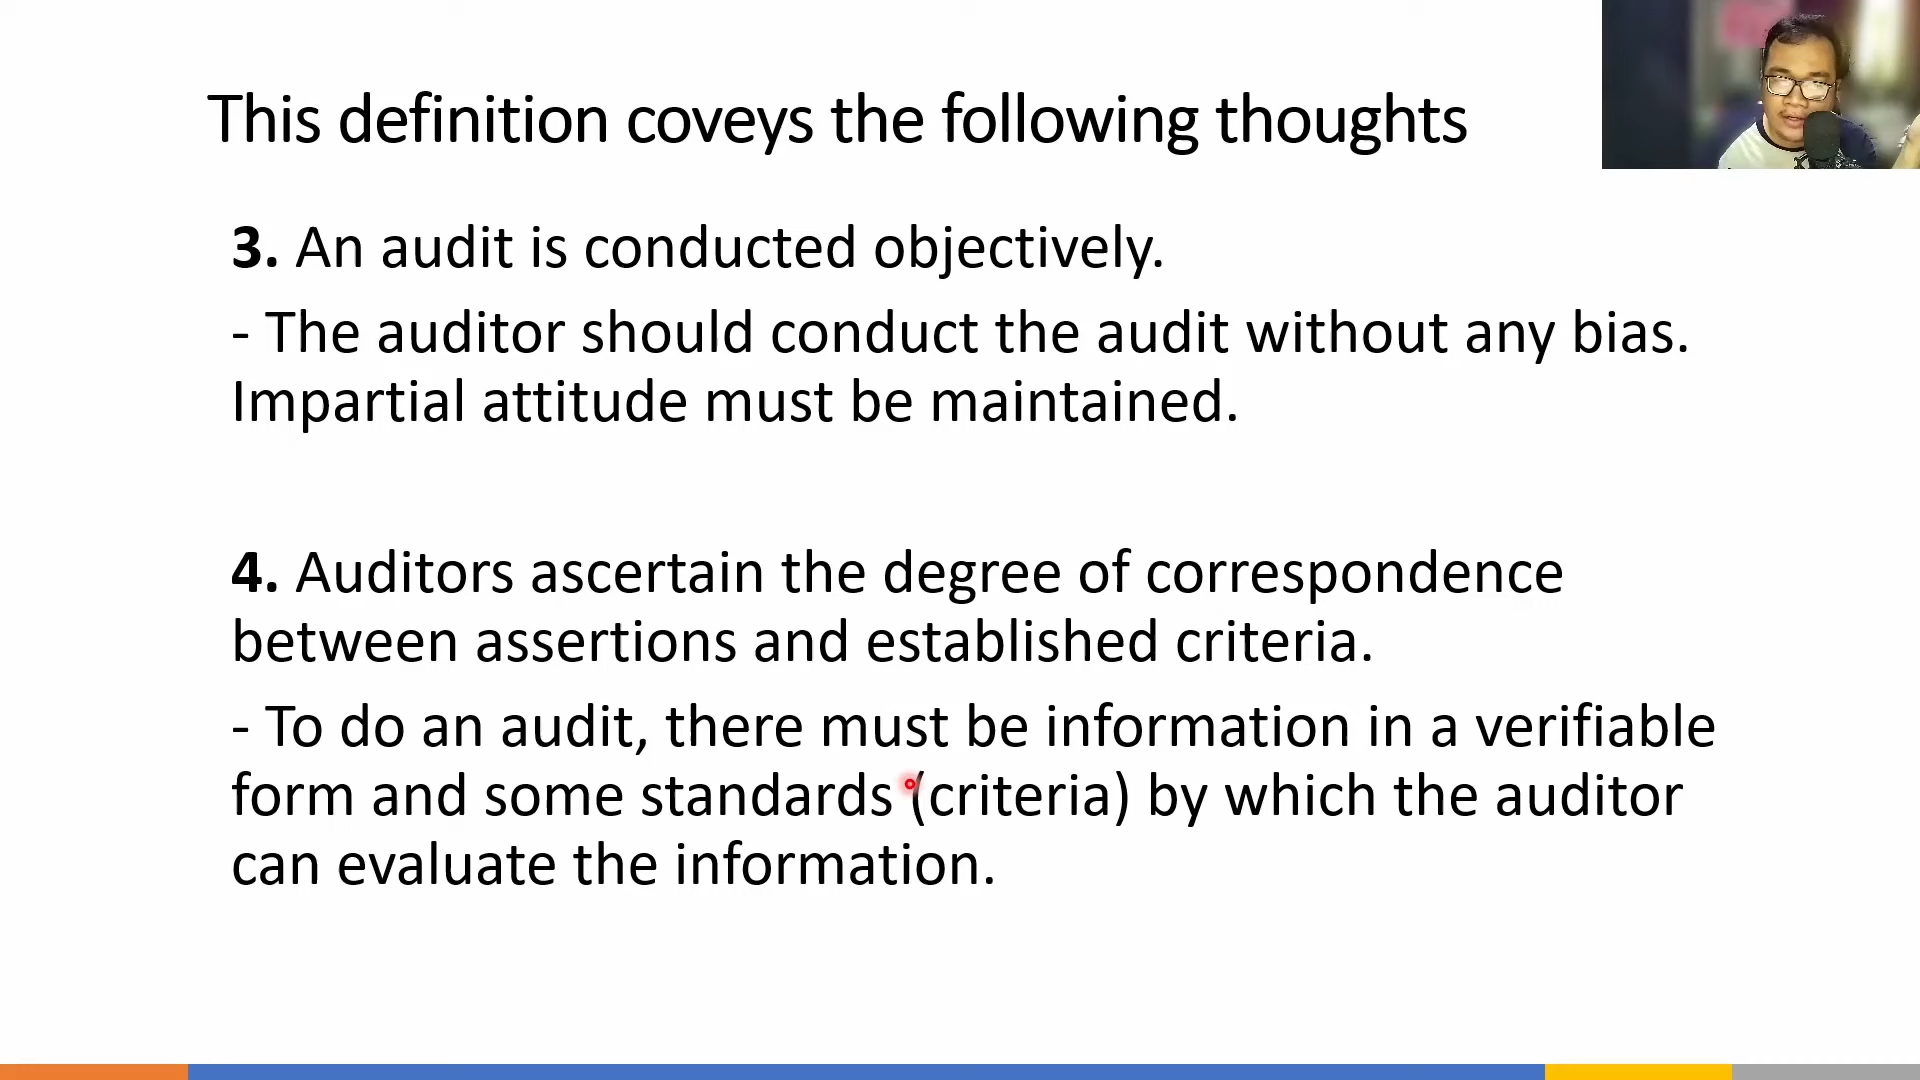 This definition coveys the following thoughts
3. An audit is conducted objectively.
- The auditor should conduct the audit without any bias.
Impartial attitude must be maintained.
4. Auditors ascertain the degree of correspondence
between assertions and established criteria.
- To do an audit, there must be information in a verifiable
form and some standards (criteria) by which the auditor
can evaluate the information.